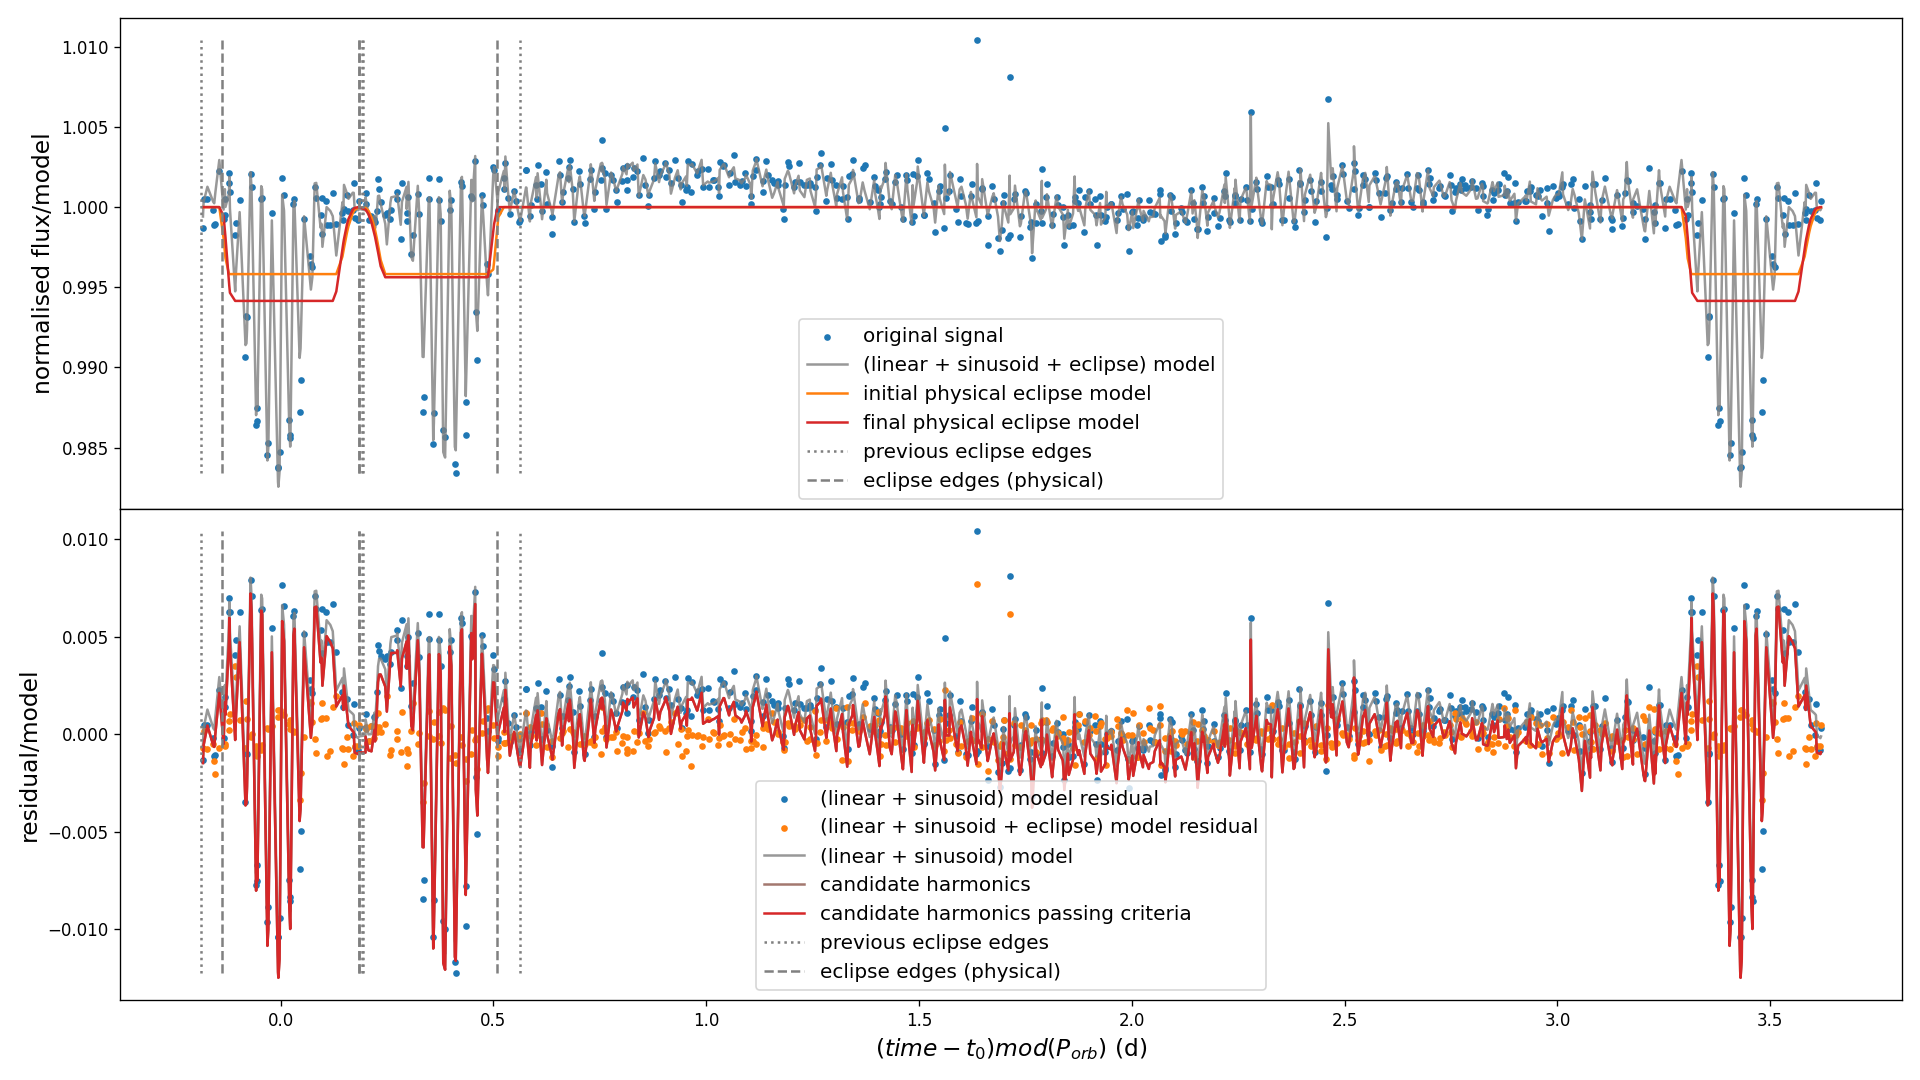 1.010
1.005
1.000
0.995
0.990
0.985
normalised flux/model
original signal
(linear + sinusoid + eclipse) model
initial physical eclipse model
final physical eclipse model
previous eclipse edges
eclipse edges (physical)
0.010
0.005
0.000
−0.005
−0.010
residual/model
(linear + sinusoid) model residual
(linear + sinusoid + eclipse) model residual
(linear + sinusoid) model
candidate harmonics
candidate harmonics passing criteria
previous eclipse edges
eclipse edges (physical)
0.0 0.5 1.0 1.5 2.0 2.5 3.0 3.5
(time − t₀)mod(P_orb) (d)